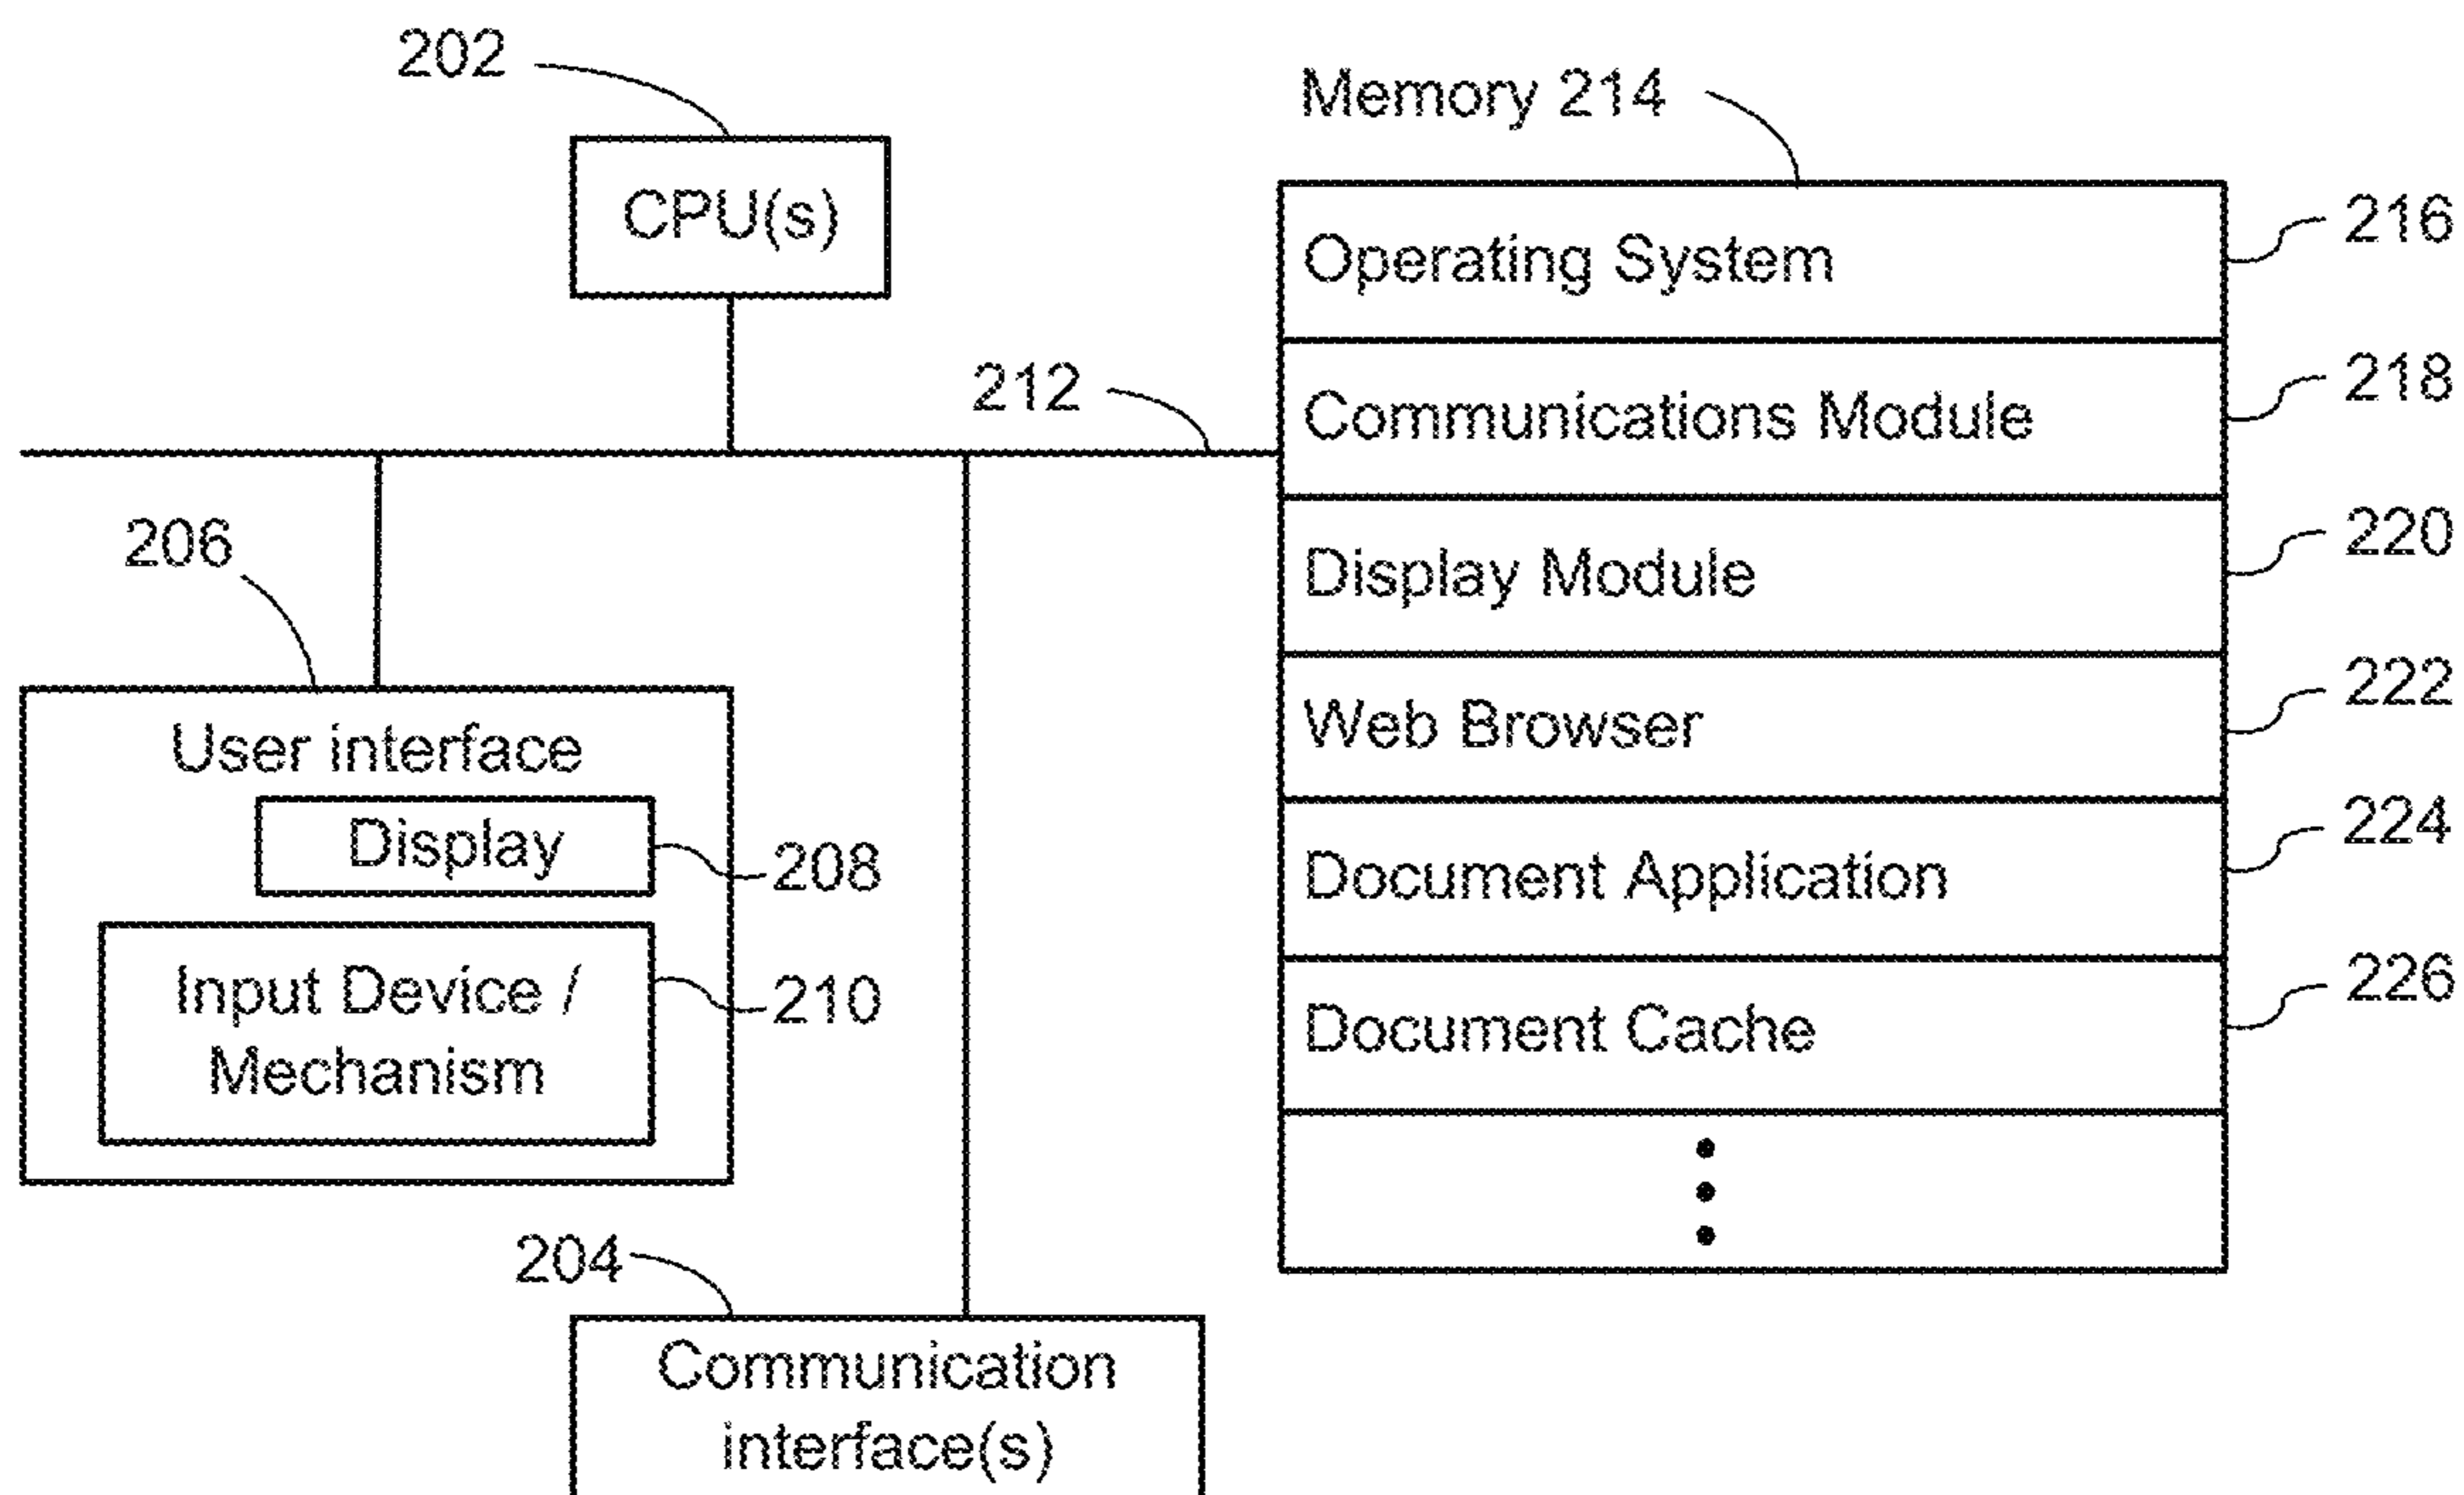 202
CPU(s)
212
206
User interface
Display
208
Input Device /
Mechanism
210
204
Communication
interface(s)
Memory 214
Operating System
216
Communications Module
218
Display Module
220
Web Browser
222
Document Application
224
Document Cache
226